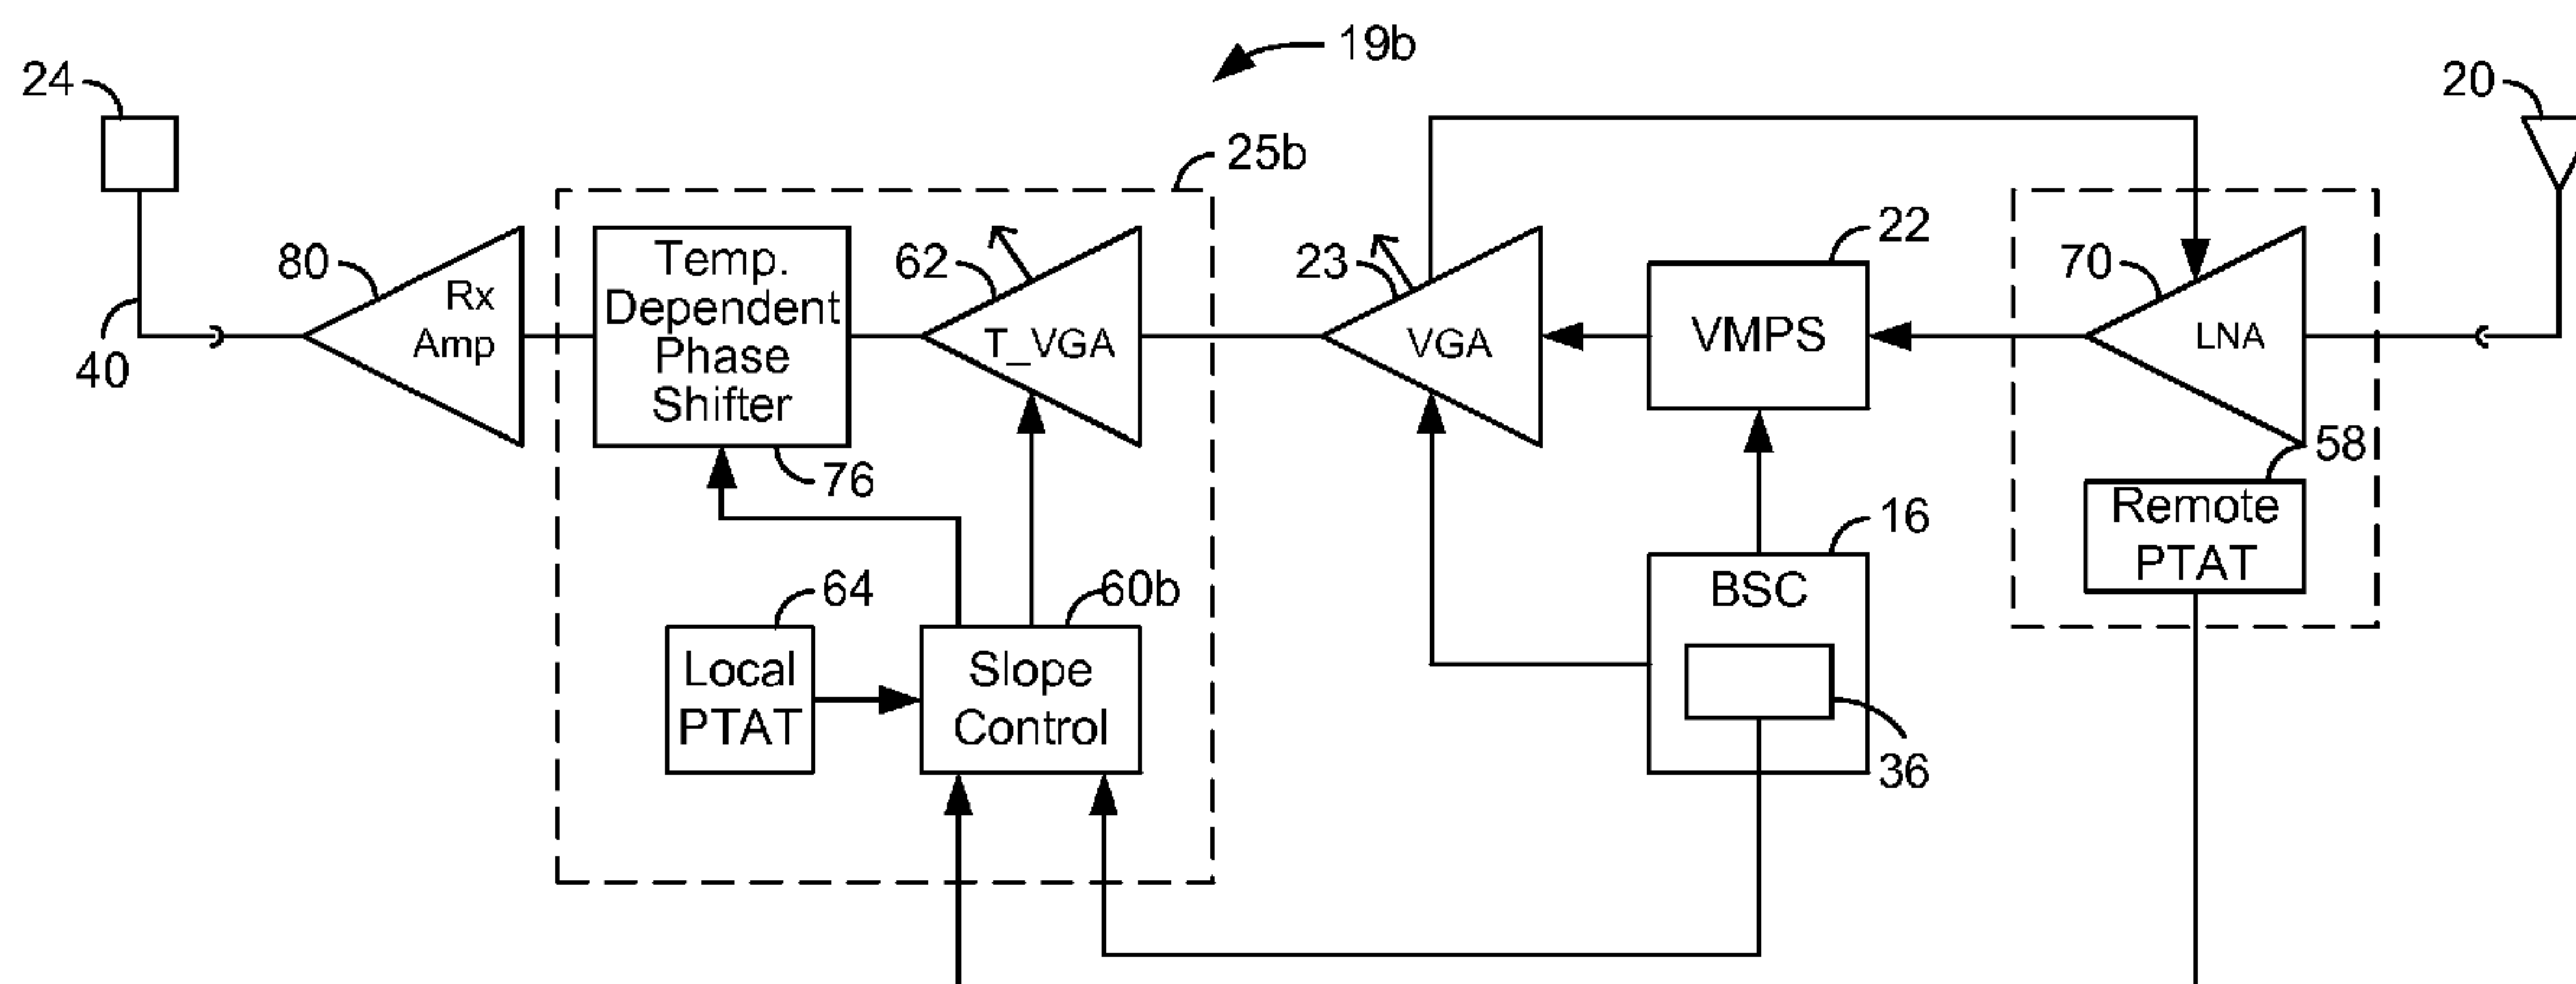 19b
24
20
25b
80
Rx
Amp
Temp.
Dependent
Phase
Shifter
62
T_VGA
23
VGA
22
VMPS
70
LNA
40
76
58
Remote
PTAT
16
BSC
64
Local
PTAT
60b
Slope
Control
36